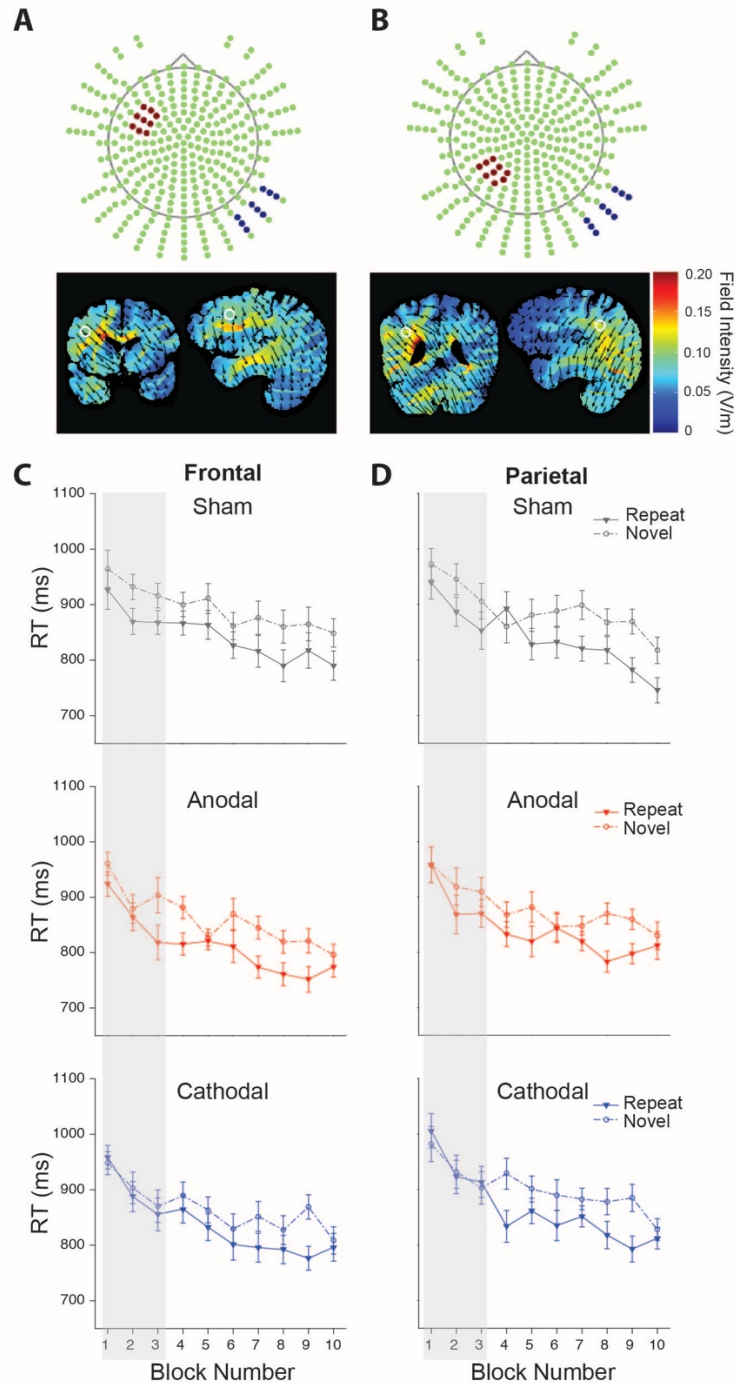 A
B
0.20
0.15
0.10
0.05
0
Field Intensity (V/m)
C
Frontal
Sham
1100
1000
900
800
700
RT (ms)
D
Parietal
Sham
Repeat
Novel
Anodal
1100
1000
900
800
700
RT (ms)
Anodal
Repeat
Novel
Cathodal
1100
1000
900
800
700
RT (ms)
1 2 3 4 5 6 7 8 9 10
Block Number
Cathodal
Repeat
Novel
1 2 3 4 5 6 7 8 9 10
Block Number